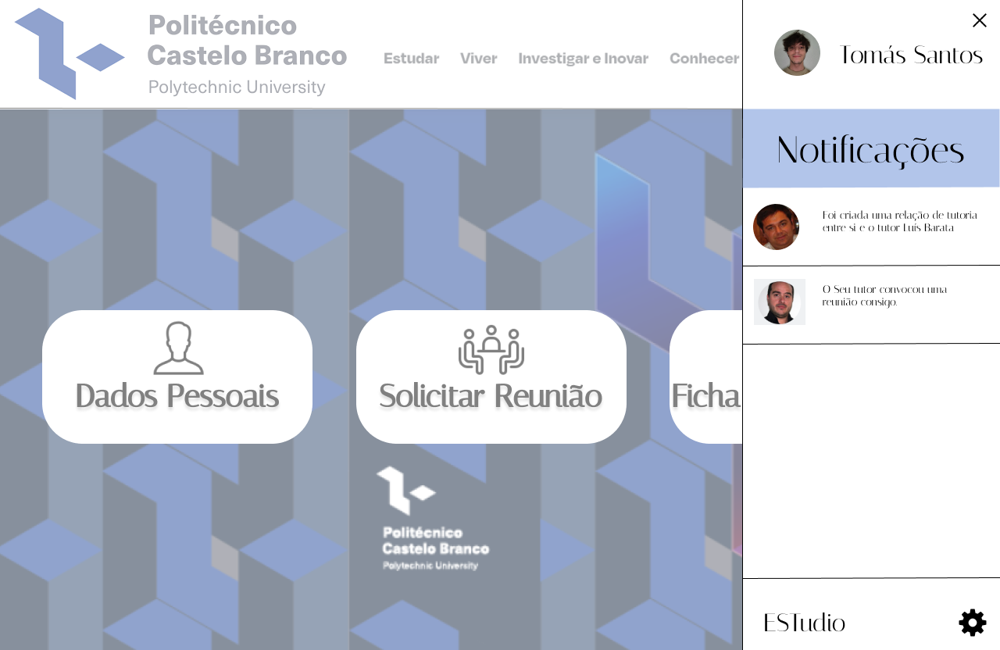 Politécnico
Castelo Branco
Polytechnic University
Estudar Viver Investigar e Inovar Conhecer
Tomás Santos
Notificações
Foi criada uma relação de tutoria
entre si e o tutor Luís Barata
O Seu tutor convocou uma
reunião consigo.
Dados Pessoais
Solicitar Reunião
Ficha
Politécnico
Castelo Branco
Polytechnic University
ESTudio